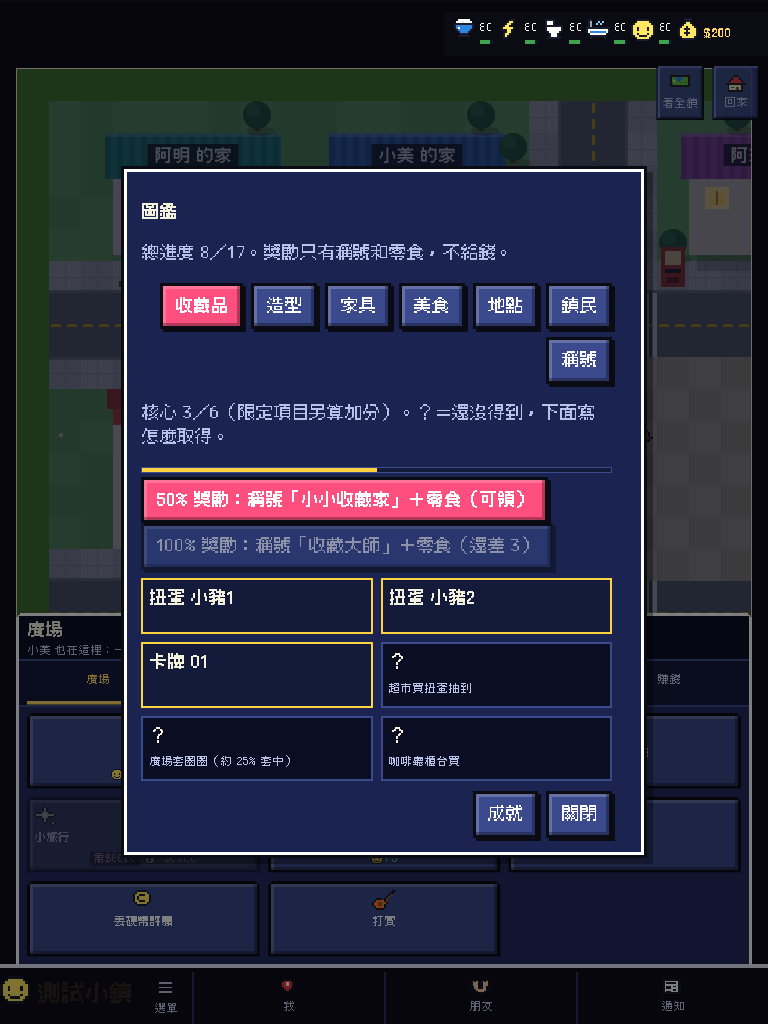 80 80 80 80 80 $200
看全鎮 回家
阿明 的家 小美 的家
圖鑑
總進度 8/17。獎勵只有稱號和零食，不給錢。
收藏品 造型 家具 美食 地點 鎮民
稱號
核心 3/6（限定項目另算加分）。？＝還沒得到，下面寫
怎麼取得。
50% 獎勵：稱號「小小收藏家」＋零食（可領）
100% 獎勵：稱號「收藏大師」＋零食（還差 3）
扭蛋 小豬1 扭蛋 小豬2
卡牌 01 ？
超市買扭蛋抽到
？ ？
廣場套圈圈（約 25% 套中） 咖啡廳櫃台買
成就 關閉
廣場
小美 也在這裡：
廣場 賺錢
小旅行
丟硬幣許願 打賞
測試小鎮 選單 我 朋友 通知